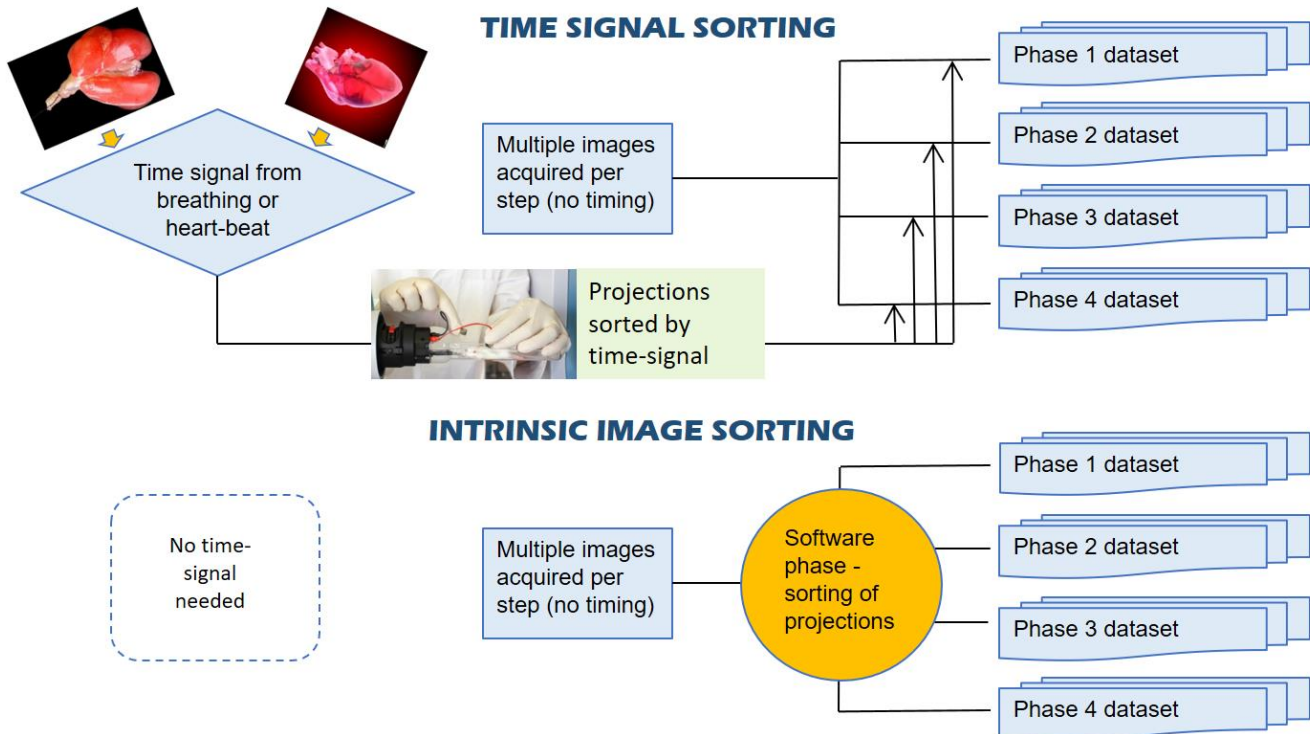 TIME SIGNAL SORTING
Time signal from
breathing or
heart-beat
Multiple images
acquired per
step (no timing)
Projections
sorted by
time-signal
Phase 1 dataset
Phase 2 dataset
Phase 3 dataset
Phase 4 dataset
INTRINSIC IMAGE SORTING
No time-
signal
needed
Multiple images
acquired per
step (no timing)
Software
phase -
sorting of
projections
Phase 1 dataset
Phase 2 dataset
Phase 3 dataset
Phase 4 dataset